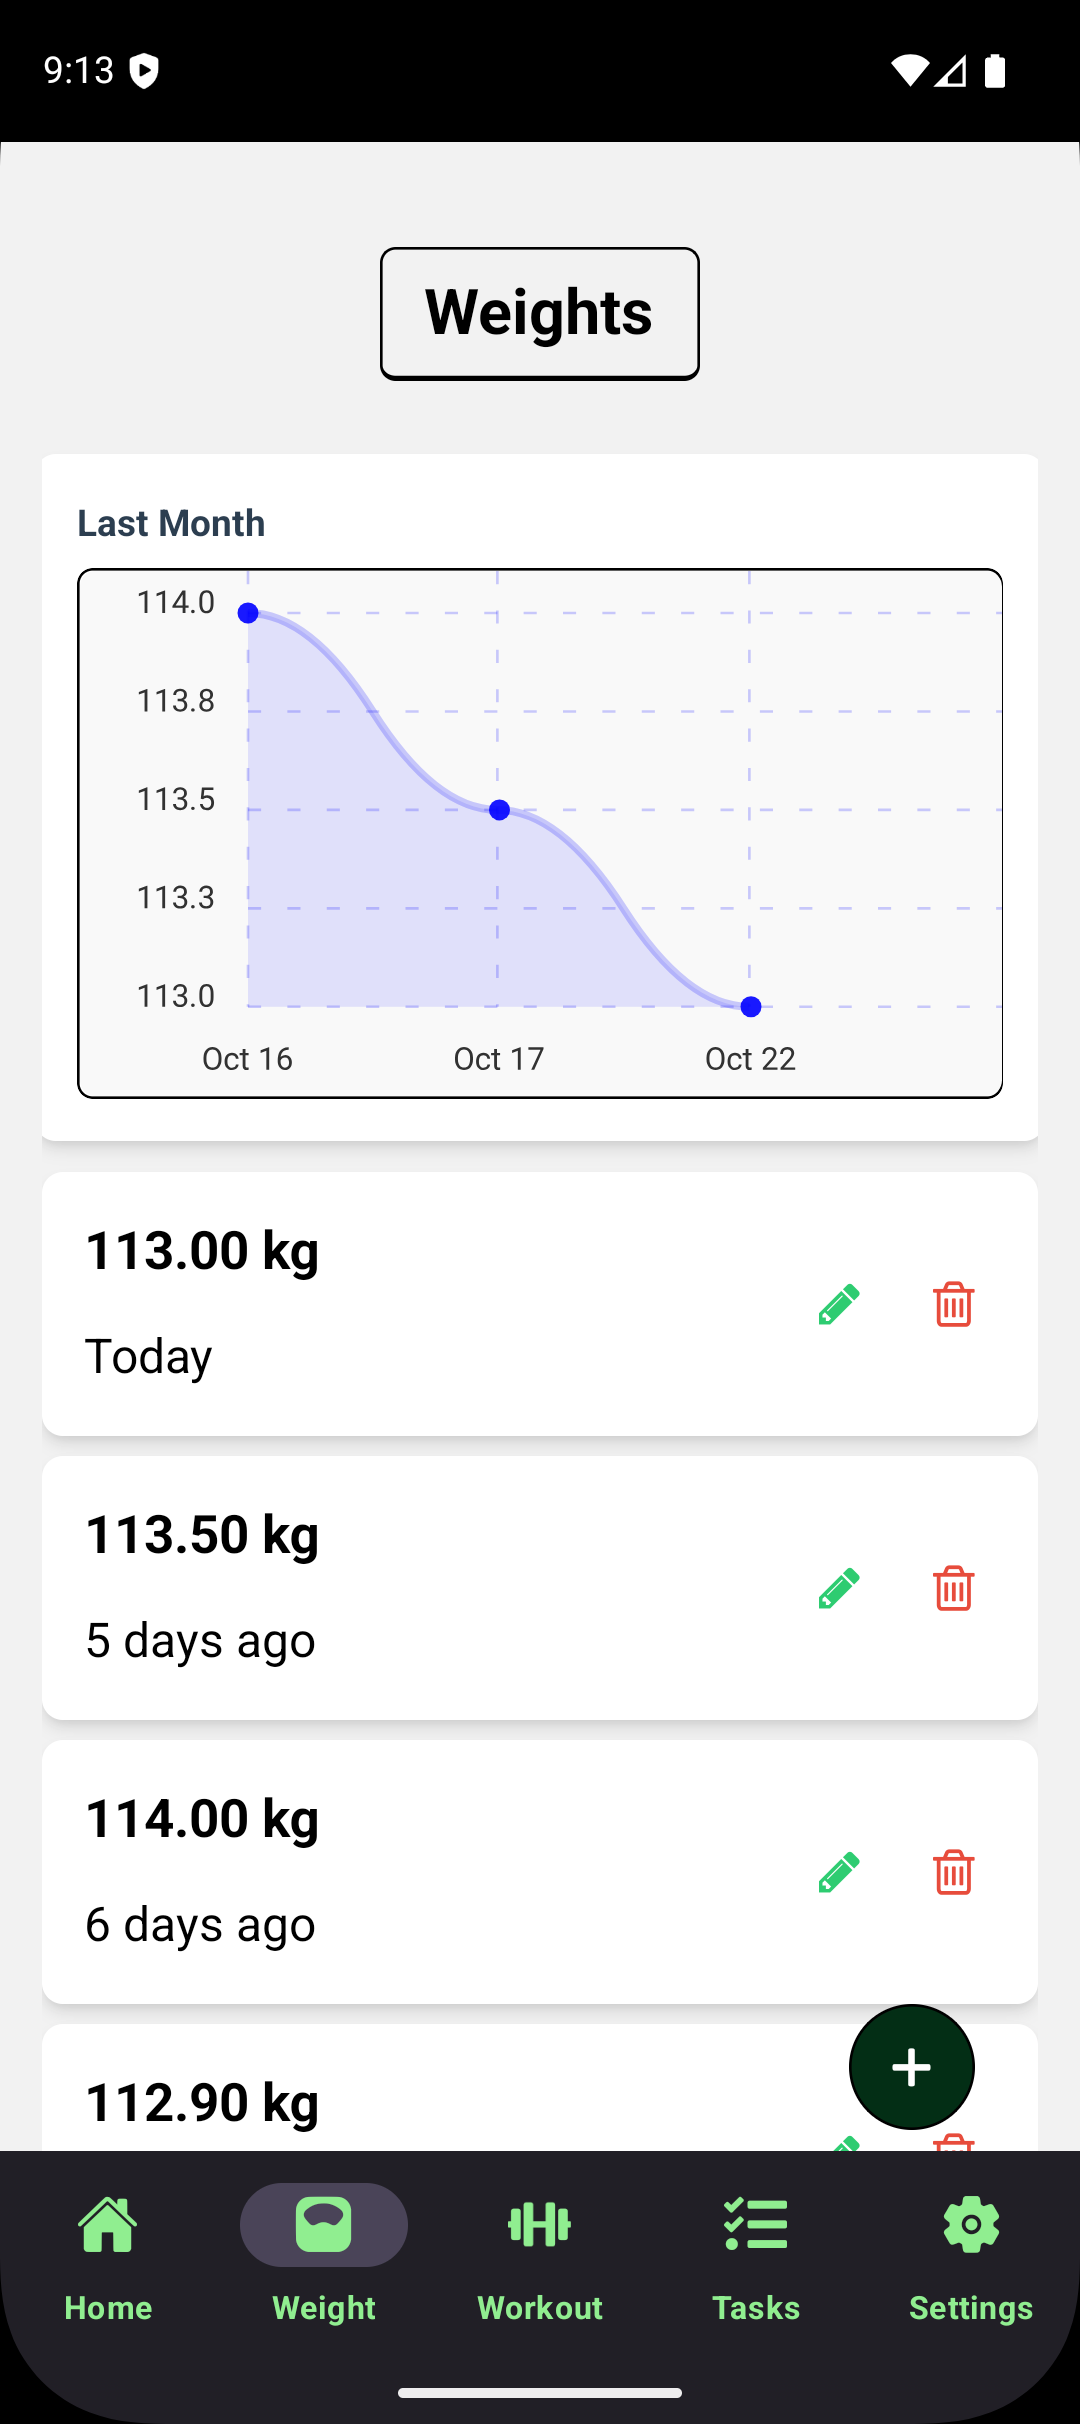 9:13
Weights
Last Month
114.0
113.8
113.5
113.3
113.0
Oct 16 Oct 17 Oct 22
113.00 kg
Today
113.50 kg
5 days ago
114.00 kg
6 days ago
112.90 kg
Home Weight Workout Tasks Settings